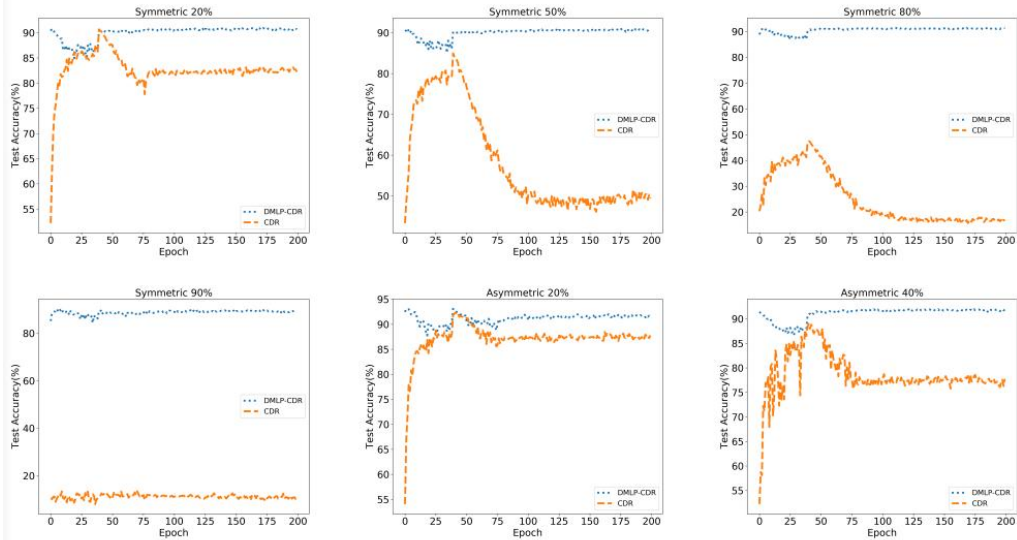 Symmetric 20%
Test Accuracy(%)
90
85
80
75
70
65
60
55
DMLP-CDR
CDR
0 25 50 75 100 125 150 175 200
Epoch
Symmetric 50%
Test Accuracy(%)
90
80
70
60
50
DMLP-CDR
CDR
0 25 50 75 100 125 150 175 200
Epoch
Symmetric 80%
Test Accuracy(%)
90
80
70
60
50
40
30
20
DMLP-CDR
CDR
0 25 50 75 100 125 150 175 200
Epoch
Symmetric 90%
Test Accuracy(%)
80
60
40
20
DMLP-CDR
CDR
0 25 50 75 100 125 150 175 200
Epoch
Asymmetric 20%
Test Accuracy(%)
95
90
85
80
75
70
65
60
55
DMLP-CDR
CDR
0 25 50 75 100 125 150 175 200
Epoch
Asymmetric 40%
Test Accuracy(%)
90
85
80
75
70
65
60
55
DMLP-CDR
CDR
0 25 50 75 100 125 150 175 200
Epoch